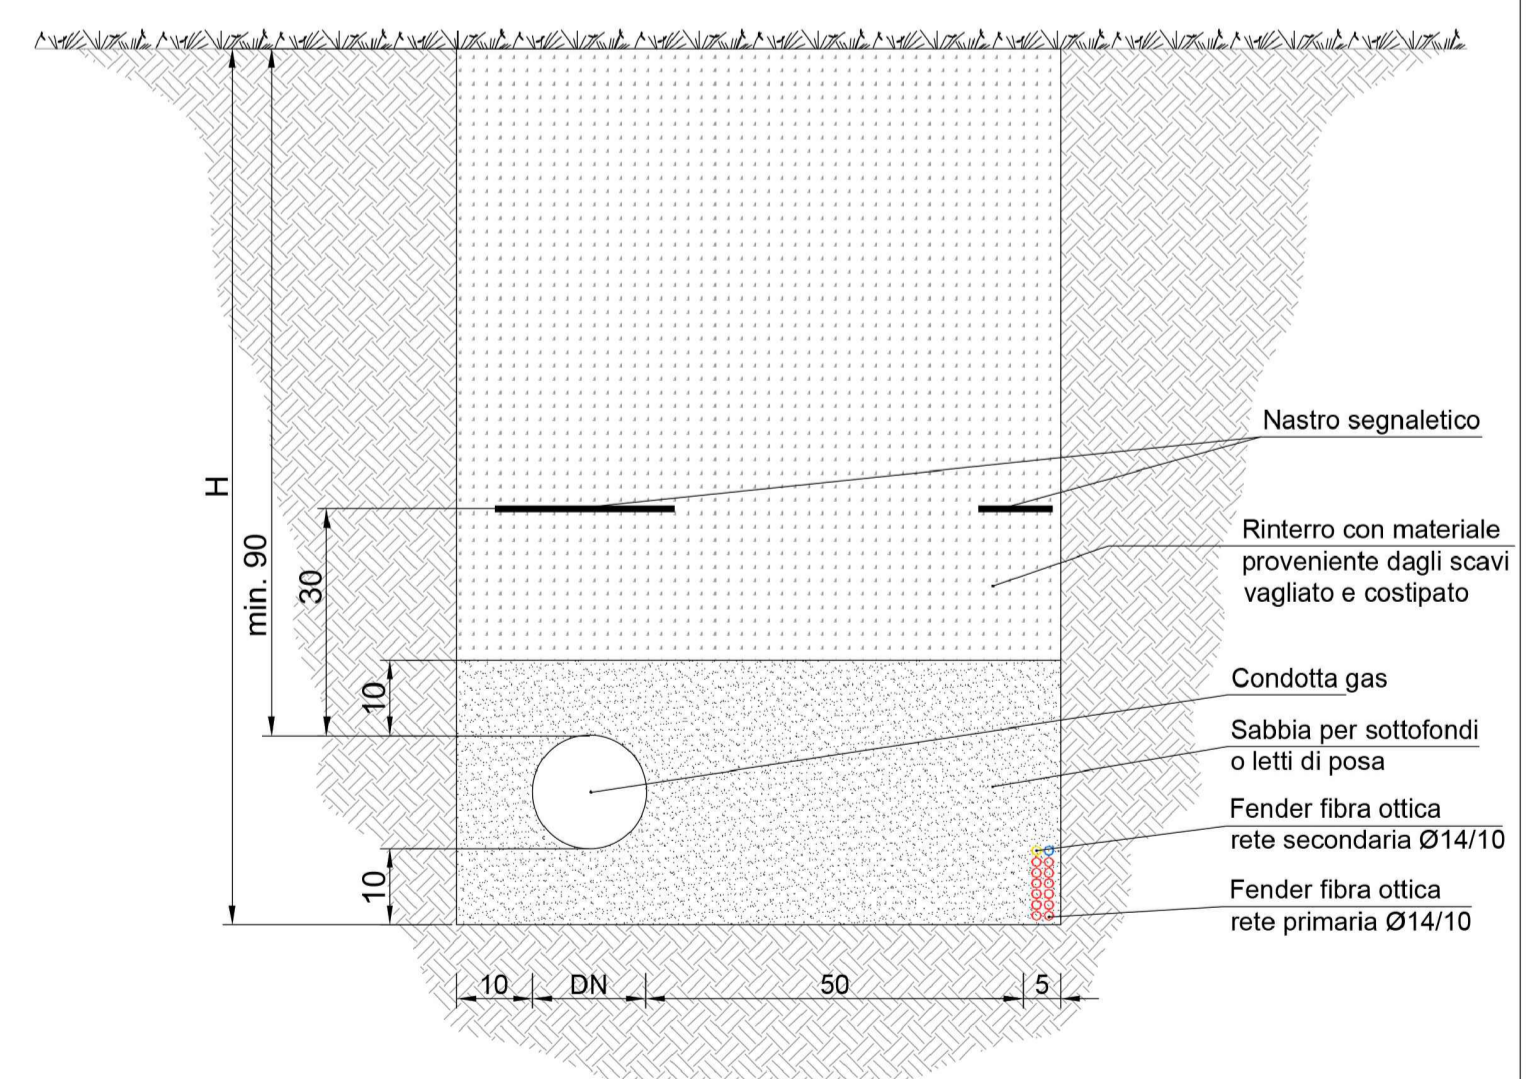 H
min. 90
30
10
10
Nastro segnaletico
Rinterro con materiale
proveniente dagli scavi
vagliato e costipato
Condotta gas
Sabbia per sottofondi
o letti di posa
Fender fibra ottica
rete secondaria Ø14/10
Fender fibra ottica
rete primaria Ø14/10
10
DN
50
5